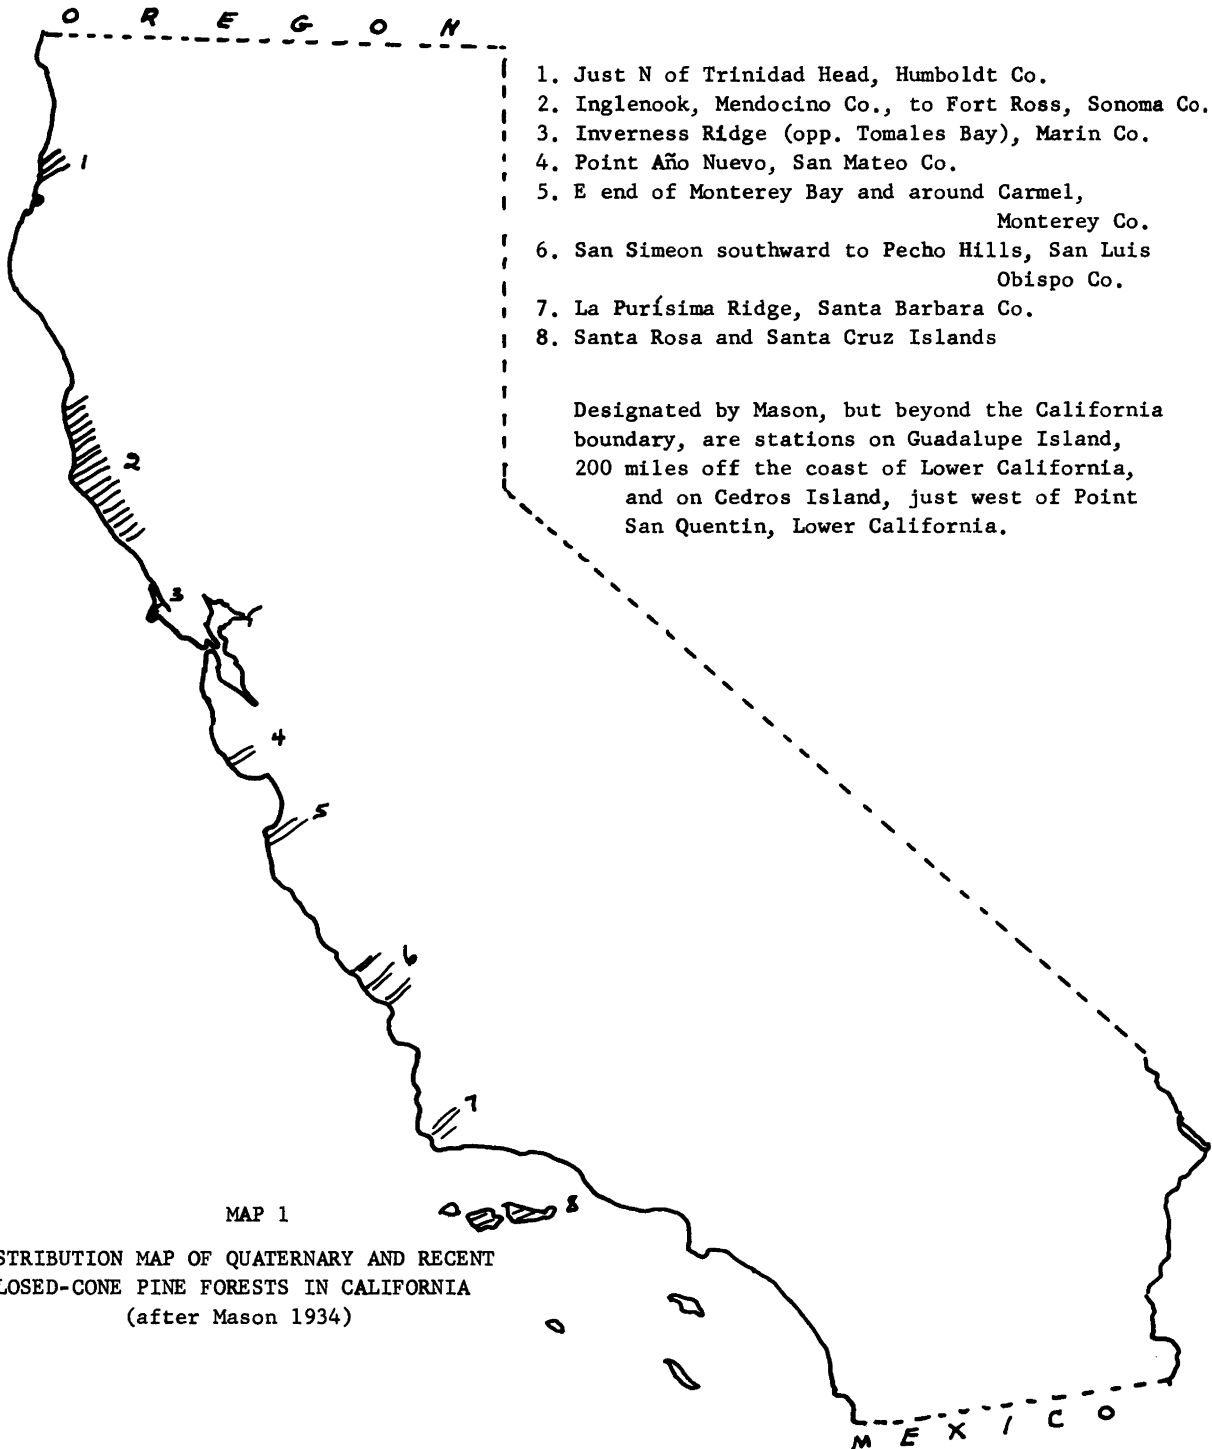 O R E G O N
1. Just N of Trinidad Head, Humboldt Co.
2. Inglenook, Mendocino Co., to Fort Ross, Sonoma Co.
3. Inverness Ridge (opp. Tomales Bay), Marin Co.
4. Point Año Nuevo, San Mateo Co.
5. E end of Monterey Bay and around Carmel,
Monterey Co.
6. San Simeon southward to Pecho Hills, San Luis
Obispo Co.
7. La Purísima Ridge, Santa Barbara Co.
8. Santa Rosa and Santa Cruz Islands
Designated by Mason, but beyond the California
boundary, are stations on Guadalupe Island,
200 miles off the coast of Lower California,
and on Cedros Island, just west of Point
San Quentin, Lower California.
1
2
3
4
5
6
7
8
MAP 1
STRIBUTION MAP OF QUATERNARY AND RECENT
LOSED-CONE PINE FORESTS IN CALIFORNIA
(after Mason 1934)
M E X I C O